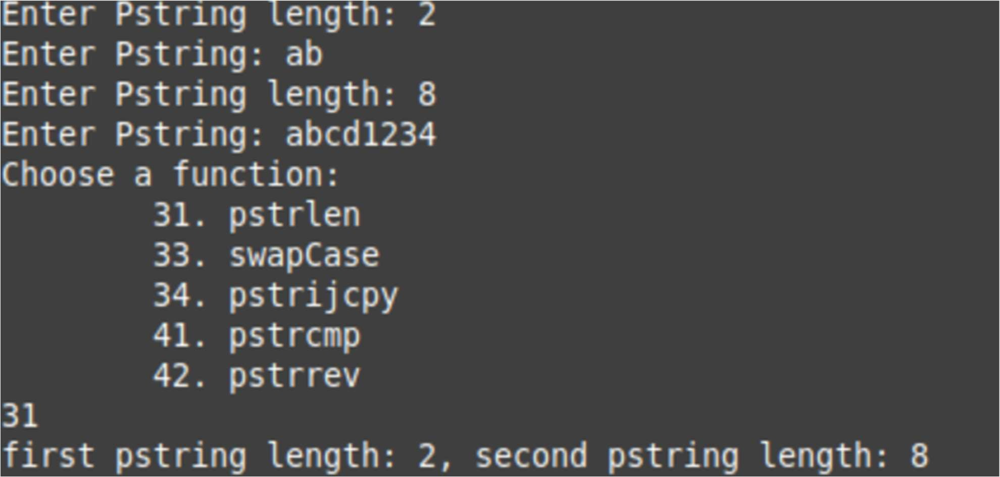 Enter Pstring length: 2
Enter Pstring: ab
Enter Pstring length: 8
Enter Pstring: abcd1234
Choose a function:
        31. pstrlen
        33. swapCase
        34. pstrijcpy
        41. pstrcmp
        42. pstrrev
31
first pstring length: 2, second pstring length: 8